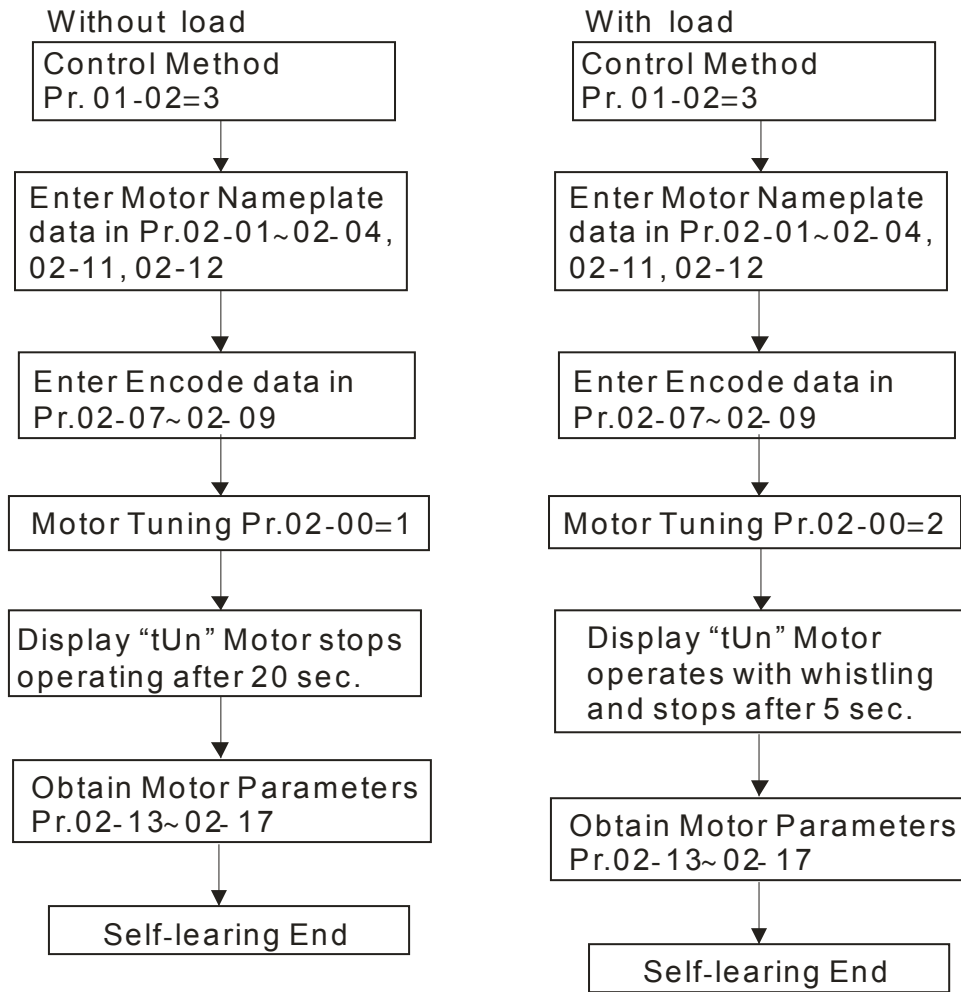 Without load
Control Method
Pr. 01-02=3
Enter Motor Nameplate
data in Pr.02-01~02-04,
02-11, 02-12
Enter Encode data in
Pr.02-07~02-09
Motor Tuning Pr.02-00=1
Display “tUn” Motor stops
operating after 20 sec.
Obtain Motor Parameters
Pr.02-13~02-17
Self-learing End
With load
Control Method
Pr. 01-02=3
Enter Motor Nameplate
data in Pr.02-01~02-04,
02-11, 02-12
Enter Encode data in
Pr.02-07~02-09
Motor Tuning Pr.02-00=2
Display “tUn” Motor
operates with whistling
and stops after 5 sec.
Obtain Motor Parameters
Pr.02-13~02-17
Self-learing End